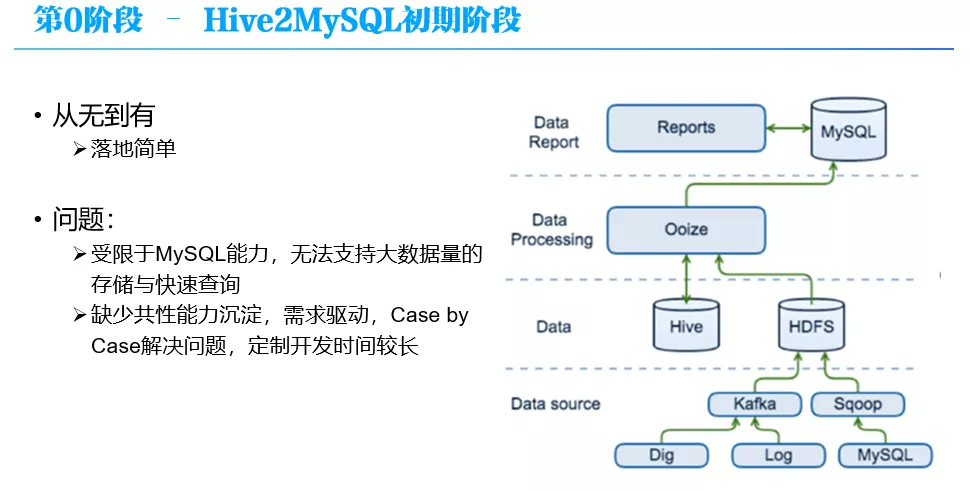 第0阶段 – Hive2MySQL初期阶段
• 从无到有
➢落地简单
• 问题：
➢受限于MySQL能力，无法支持大数据量的
存储与快速查询
➢缺少共性能力沉淀，需求驱动，Case by
Case解决问题，定制开发时间较长
Data
Report
Reports
MySQL
Data
Processing
Ooize
Data
Hive
HDFS
Data source
Kafka
Sqoop
Dig
Log
MySQL